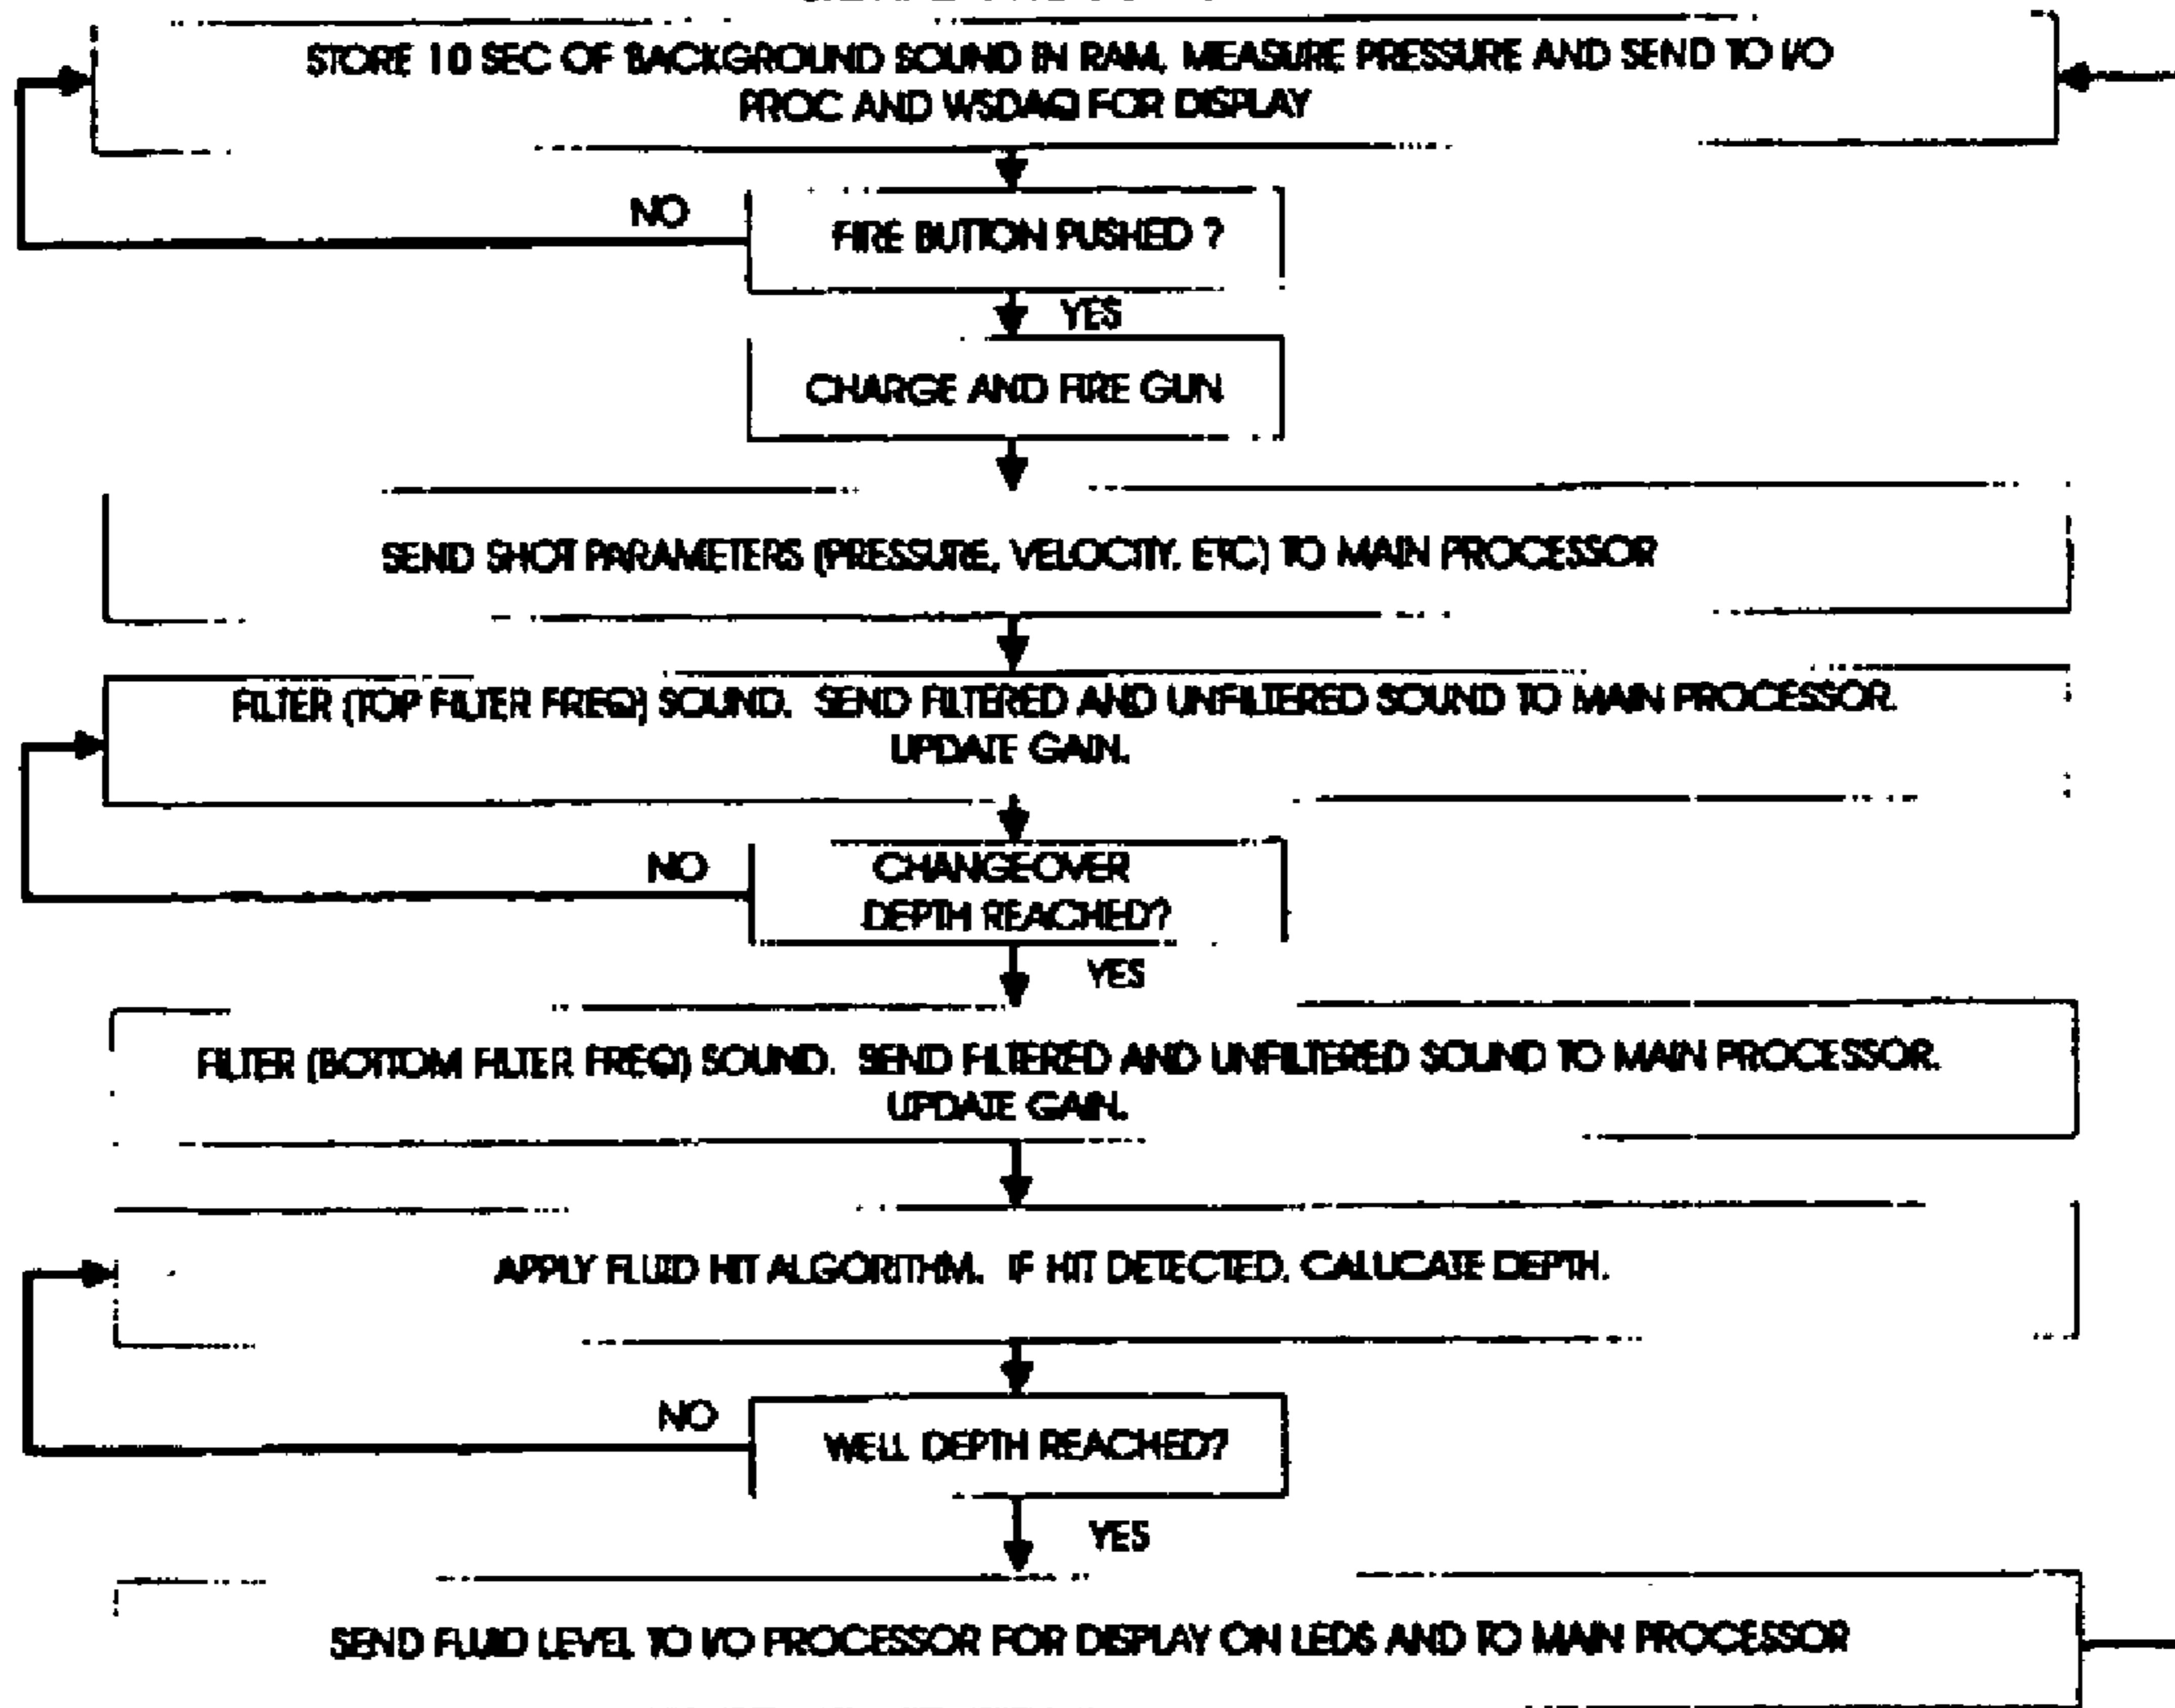 STORE 10 SEC OF BACKGROUND SOUND IN RAM, MEASURE PRESSURE AND SEND TO I/O
PROC AND WSDAQ FOR DISPLAY
NO
FIRE BUTTON PUSHED ?
YES
CHARGE AND FIRE GUN
SEND SHOT PARAMETERS (PRESSURE, VELOCITY, ETC) TO MAIN PROCESSOR
FILTER (TOP FILTER FREQ) SOUND. SEND FILTERED AND UNFILTERED SOUND TO MAIN PROCESSOR.
UPDATE GAIN.
NO
CHANGEOVER
DEPTH REACHED?
YES
FILTER (BOTTOM FILTER FREQ) SOUND. SEND FILTERED AND UNFILTERED SOUND TO MAIN PROCESSOR.
UPDATE GAIN.
APPLY FLUID HIT ALGORITHM. IF HIT DETECTED, CALUCATE DEPTH.
NO
WELL DEPTH REACHED?
YES
SEND FLUID LEVEL TO I/O PROCESSOR FOR DISPLAY ON LEDS AND TO MAIN PROCESSOR